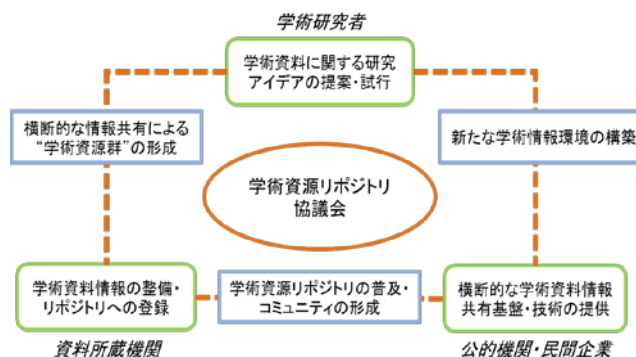 学術研究者
学術資料に関する研究
アイデアの提案・試行
横断的な情報共有による
“学術資源群”の形成
新たな学術情報環境の構築
学術資源リポジトリ
協議会
学術資料情報の整備・
リポジトリへの登録
学術資源リポジトリの普及・
コミュニティの形成
横断的な学術資料情報
共有基盤・技術の提供
資料所蔵機関
公的機関・民間企業